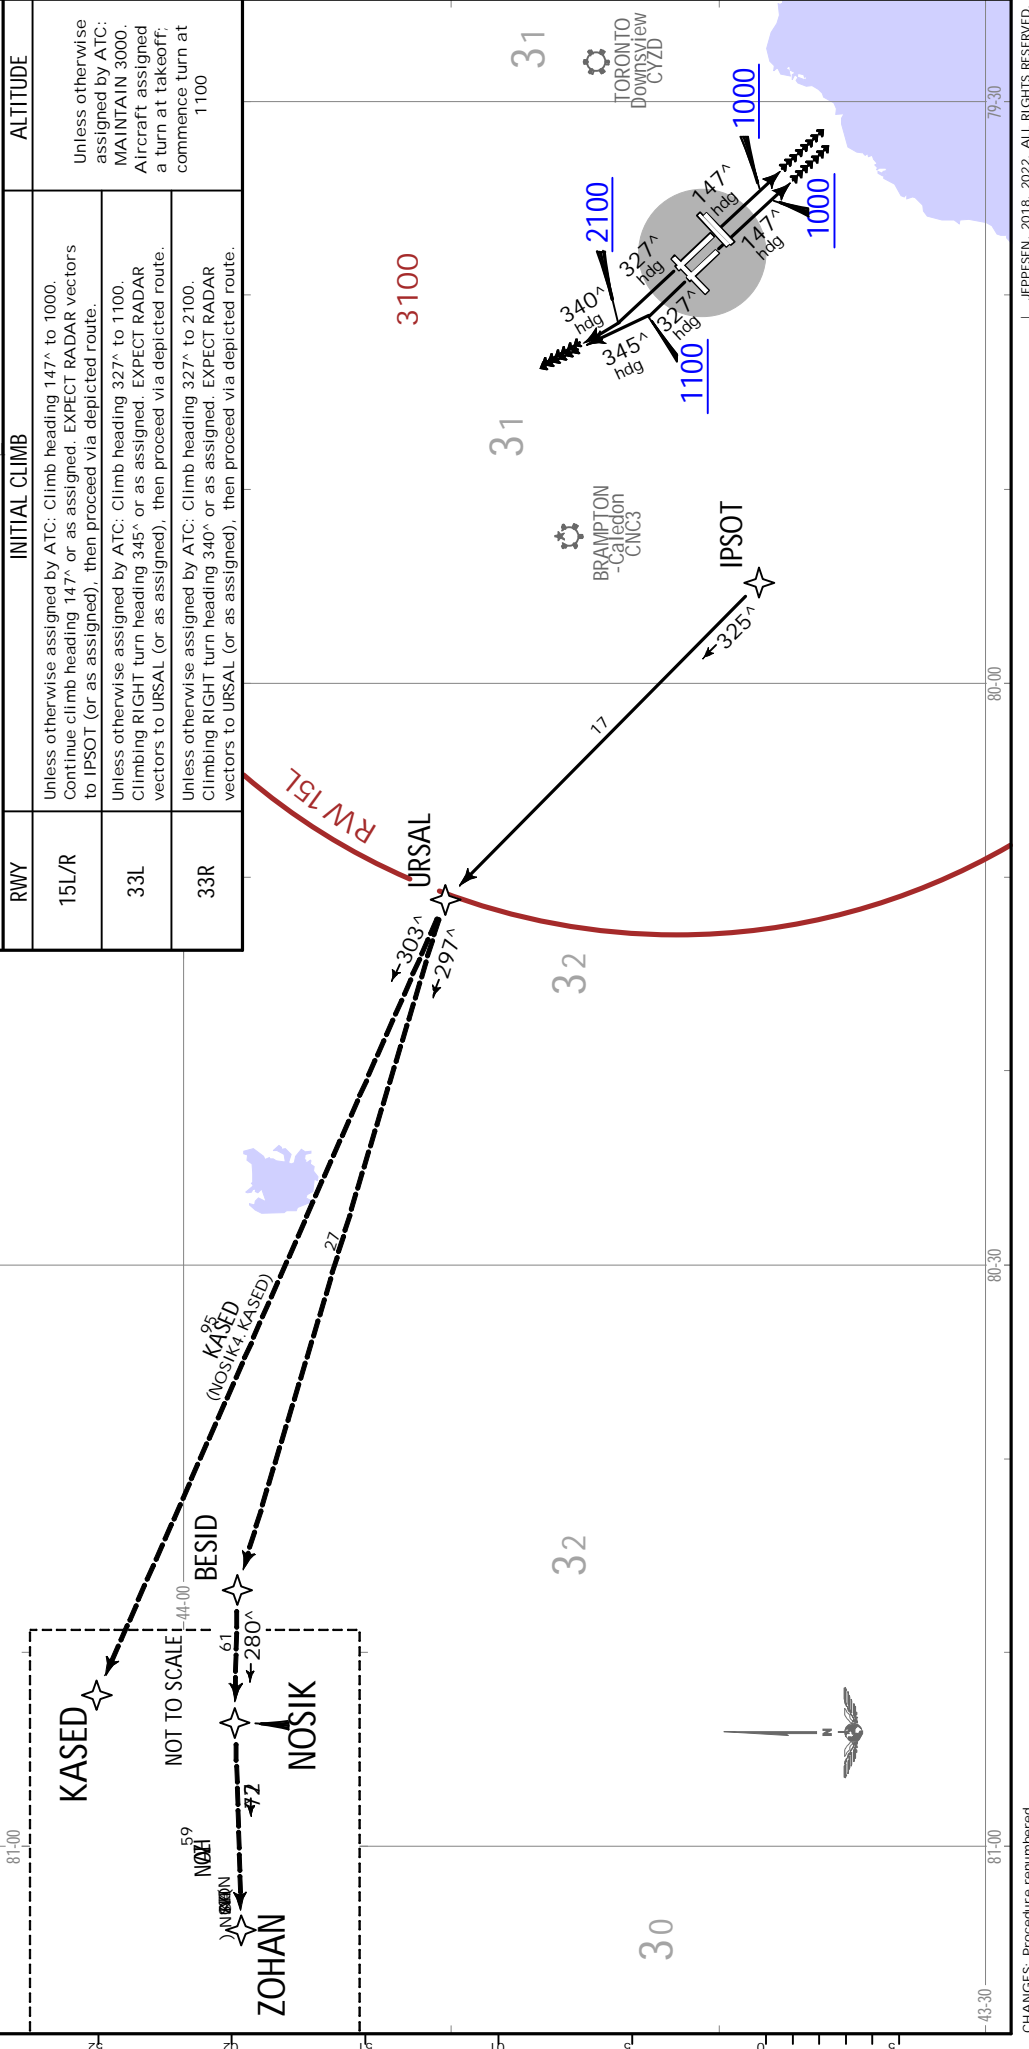 RWY
INITIAL CLIMB
ALTITUDE
15L/R
Unless otherwise assigned by ATC: Climb heading 147^ to 1000.
Continue climb heading 147^ or as assigned. EXPECT RADAR vectors
to IPSOT (or as assigned), then proceed via depicted route.
33L
Unless otherwise assigned by ATC: Climb heading 327^ to 1100.
Climbing RIGHT turn heading 345^ or as assigned. EXPECT RADAR
vectors to URSAL (or as assigned), then proceed via depicted route.
33R
Unless otherwise assigned by ATC: Climb heading 327^ to 2100.
Climbing RIGHT turn heading 340^ or as assigned. EXPECT RADAR
vectors to URSAL (or as assigned), then proceed via depicted route.
Unless otherwise
assigned by ATC:
MAINTAIN 3000.
Aircraft assigned
a turn at takeoff;
commence turn at
1100
81-00
KASED
NOT TO SCALE
44-00
BESID
61
280^
NOSIK
72
59
ZOHAN
95
KASED
(NOSIK4.KASED)
27
303^
297^
URSAL
RW 15L
17
325^
IPSOT
BRAMPTON
-Caledon
CNC3
TORONTO
Downsview
CYZD
3100
31
31
32
32
30
2100
340^
hdg
327^
hdg
345^
hdg
327^
hdg
1100
147^
hdg
147^
hdg
1000
1000
N
43-30
81-00
80-30
80-00
79-30
CHANGES: Procedure renumbered.
JEPPESEN, 2018, 2022. ALL RIGHTS RESERVED.